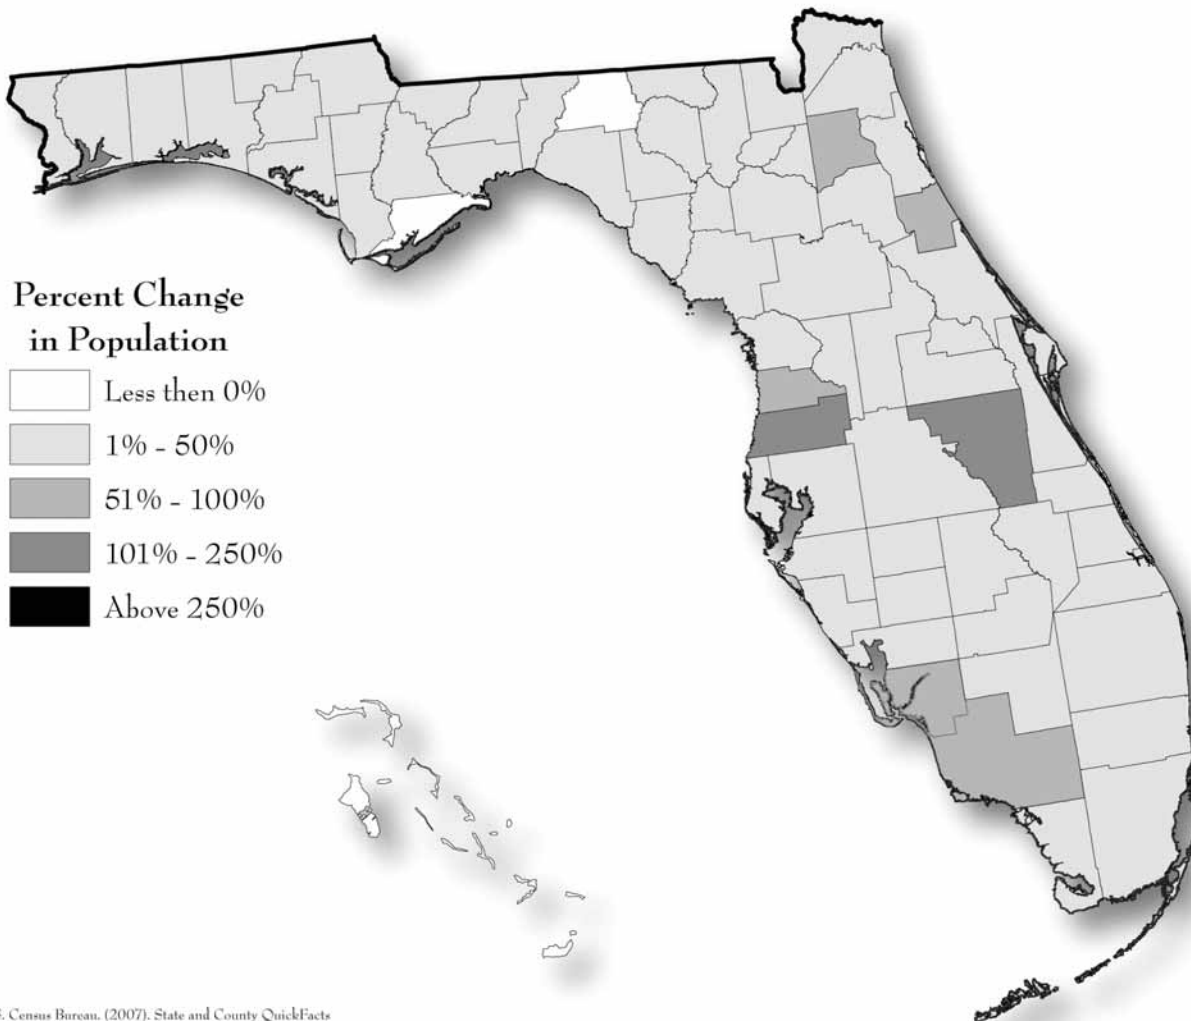 Percent Change
in Population
Less then 0%
1% - 50%
51% - 100%
101% - 250%
Above 250%
. Census Bureau. (2007). State and County QuickFacts